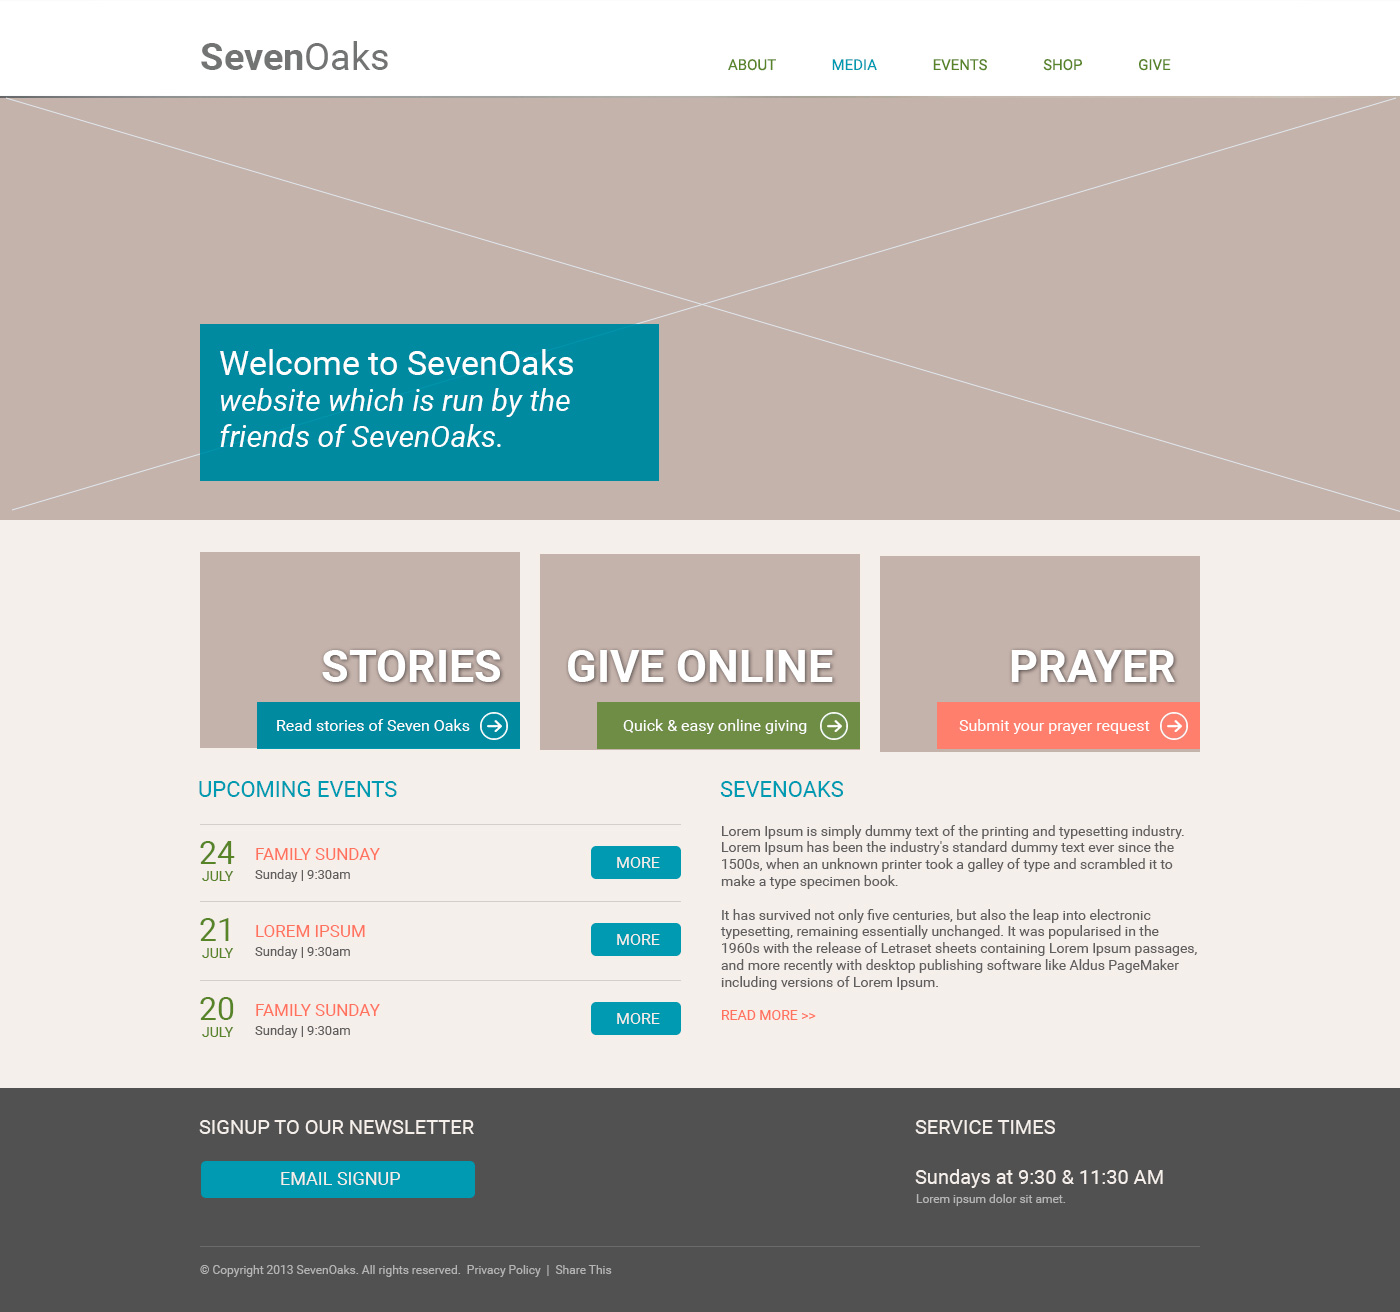 SevenOaks
ABOUT MEDIA EVENTS SHOP GIVE
Welcome to SevenOaks
website which is run by the
friends of SevenOaks.
STORIES
Read stories of Seven Oaks
GIVE ONLINE
Quick & easy online giving
PRAYER
Submit your prayer request
UPCOMING EVENTS
24
JULY
FAMILY SUNDAY
Sunday | 9:30am
MORE
21
JULY
LOREM IPSUM
Sunday | 9:30am
MORE
20
JULY
FAMILY SUNDAY
Sunday | 9:30am
MORE
SEVENOAKS
Lorem Ipsum is simply dummy text of the printing and typesetting industry.
Lorem Ipsum has been the industry's standard dummy text ever since the
1500s, when an unknown printer took a galley of type and scrambled it to
make a type specimen book.
It has survived not only five centuries, but also the leap into electronic
typesetting, remaining essentially unchanged. It was popularised in the
1960s with the release of Letraset sheets containing Lorem Ipsum passages,
and more recently with desktop publishing software like Aldus PageMaker
including versions of Lorem Ipsum.
READ MORE >>
SIGNUP TO OUR NEWSLETTER
EMAIL SIGNUP
SERVICE TIMES
Sundays at 9:30 & 11:30 AM
Lorem ipsum dolor sit amet.
© Copyright 2013 SevenOaks. All rights reserved. Privacy Policy | Share This